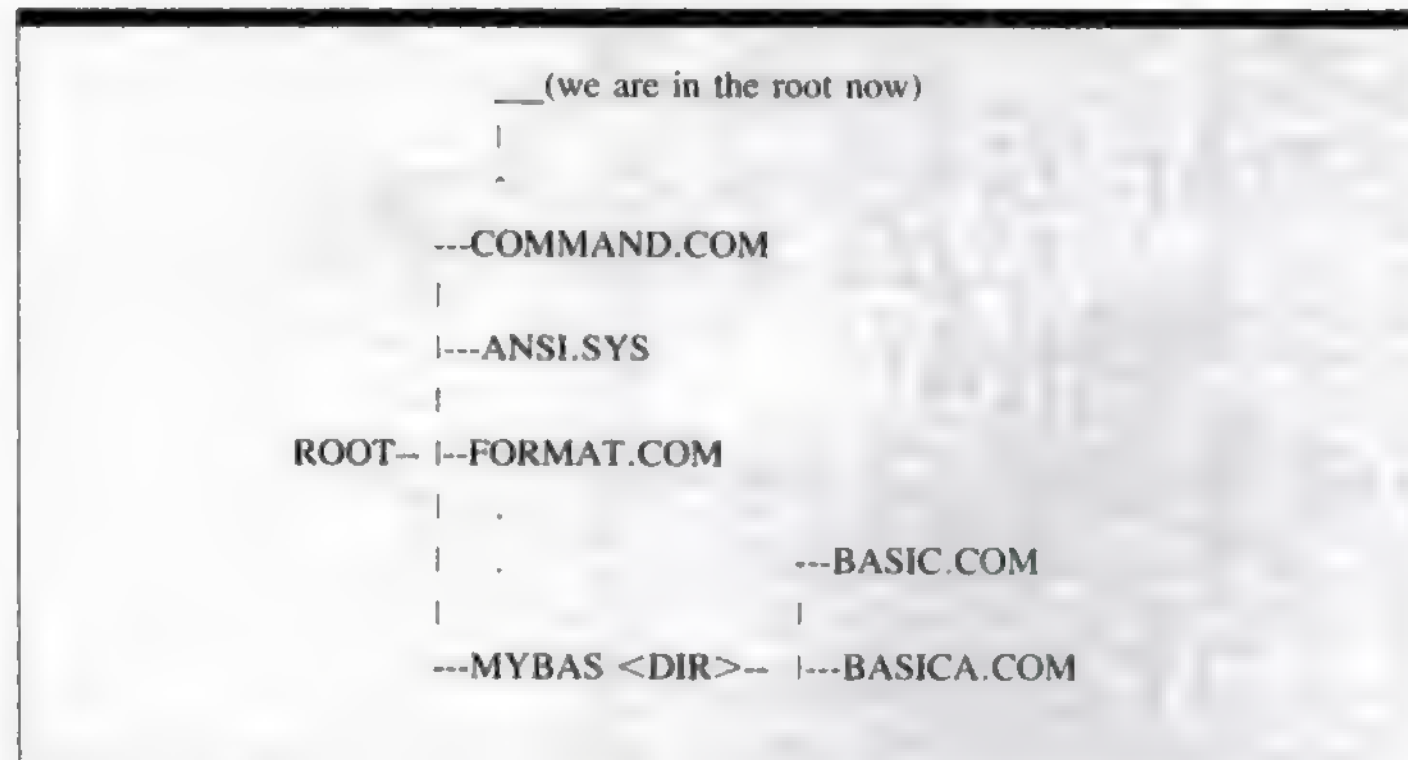 __(we are in the root now)
---COMMAND.COM
|---ANSI.SYS
ROOT-- |--FORMAT.COM
---BASIC.COM
---MYBAS <DIR>-- |---BASICA.COM